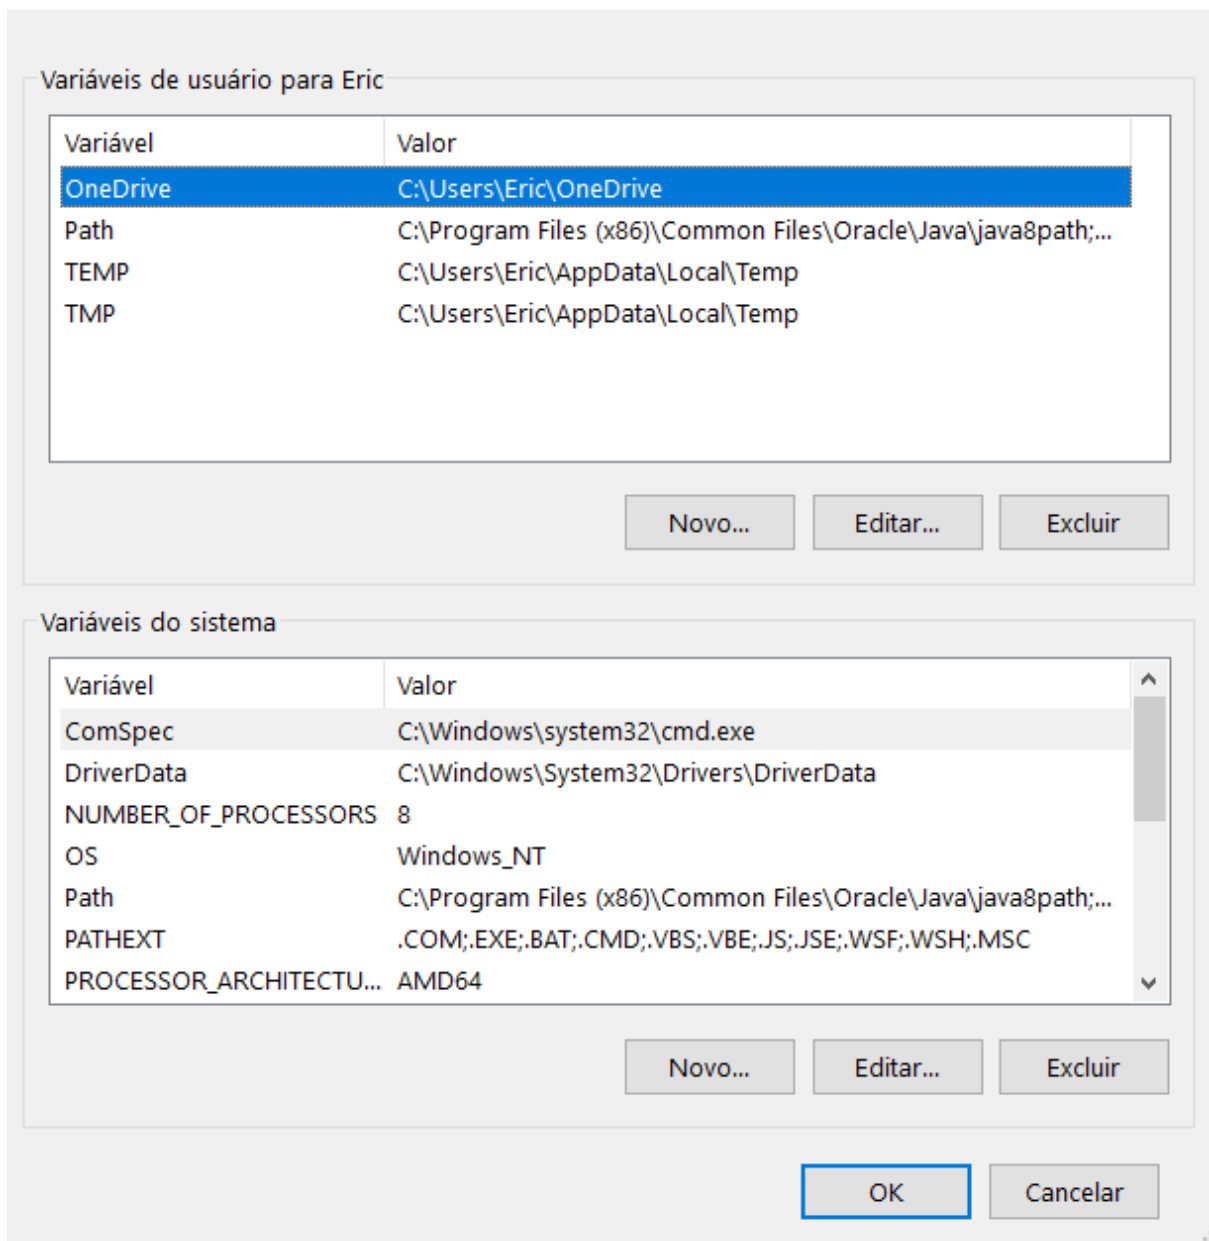 Variáveis de usuário para Eric
Variável Valor
OneDrive C:\Users\Eric\OneDrive
Path C:\Program Files (x86)\Common Files\Oracle\Java\java8path;...
TEMP C:\Users\Eric\AppData\Local\Temp
TMP C:\Users\Eric\AppData\Local\Temp
Novo... Editar... Excluir
Variáveis do sistema
Variável Valor
ComSpec C:\Windows\system32\cmd.exe
DriverData C:\Windows\System32\Drivers\DriverData
NUMBER_OF_PROCESSORS 8
OS Windows_NT
Path C:\Program Files (x86)\Common Files\Oracle\Java\java8path;...
PATHEXT .COM;.EXE;.BAT;.CMD;.VBS;.VBE;.JS;.JSE;.WSF;.WSH;.MSC
PROCESSOR_ARCHITECTU... AMD64
Novo... Editar... Excluir
OK Cancelar